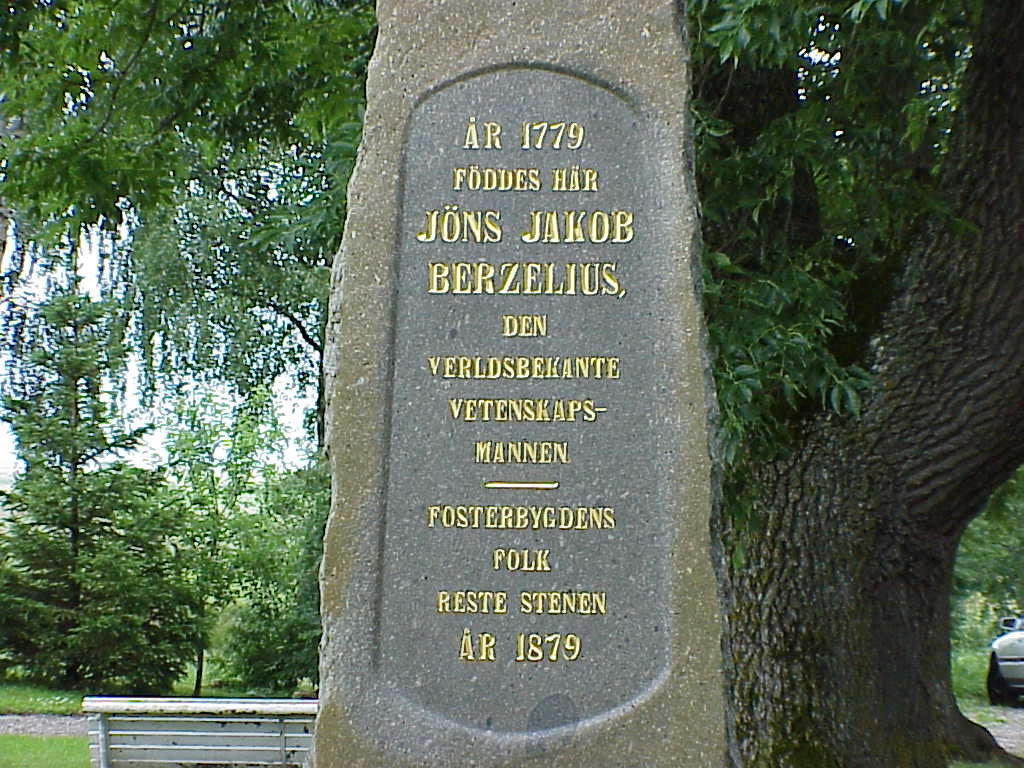 ÅR 1779
FÖDDES HÄR
JÖNS JAKOB
BERZELIUS,
DEN
VERLDSBEKANTE
VETENSKAPS-
MANNEN
FOSTERBYGDENS
FOLK
RESTE STENEN
ÅR 1879